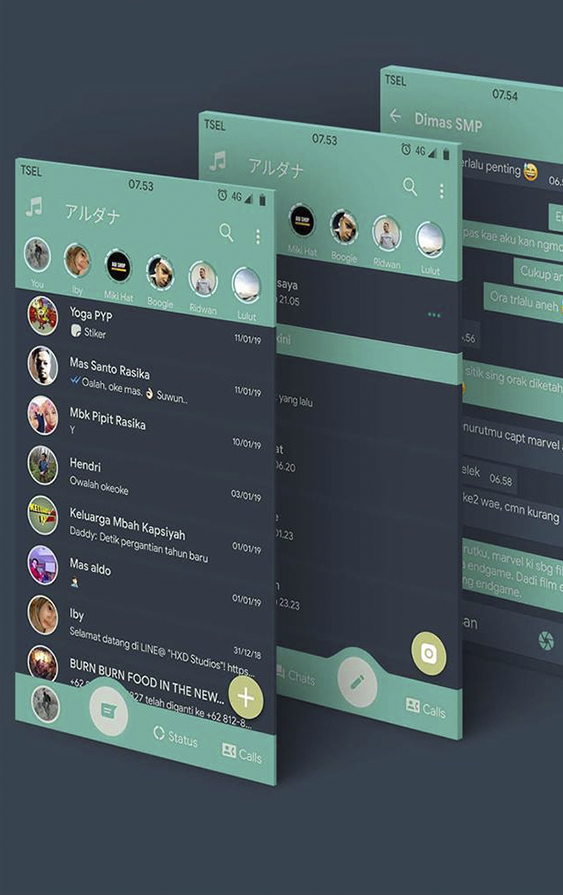 TSEL
07.53
4G
アルダナ
You
Iby
Miki Hat
Boogie
Ridwan
Lulut
Yoga PYP
Stiker
11/01/19
Mas Santo Rasika
Oalah, oke mas. 👌 Suwun..
11/01/19
Mbk Pipit Rasika
Y
10/01/19
Hendri
Owalah okeoke
03/01/19
Keluarga Mbah Kapsiyah
Daddy: Detik pergantian tahun baru
01/01/19
Mas aldo
01/01/19
Iby
Selamat datang di LINE@ "HXD Studios"! https...
31/12/18
BURN BURN FOOD IN THE NEW...
+62 8 827 telah diganti ke +62 812-8...
Status
Calls
TSEL
07.53
4G
アルダナ
Miki Hat
Boogie
Ridwan
Lulut
saya
21.05
kini
yang lalu
at
06.20
01.23
23.23
Chats
Calls
TSEL
07.54
Dimas SMP
erlalu penting 😅
06.
pas kae aku kan ngmo
Cukup an
Ora trlalu aneh
.56
sitik sing orak diketah
nurutmu capt marvel
elek 06.58
ke2 wae, cmn kurang
rutku, marvel ki sbg fi
endgame. Dadi film
ng endgame.
an